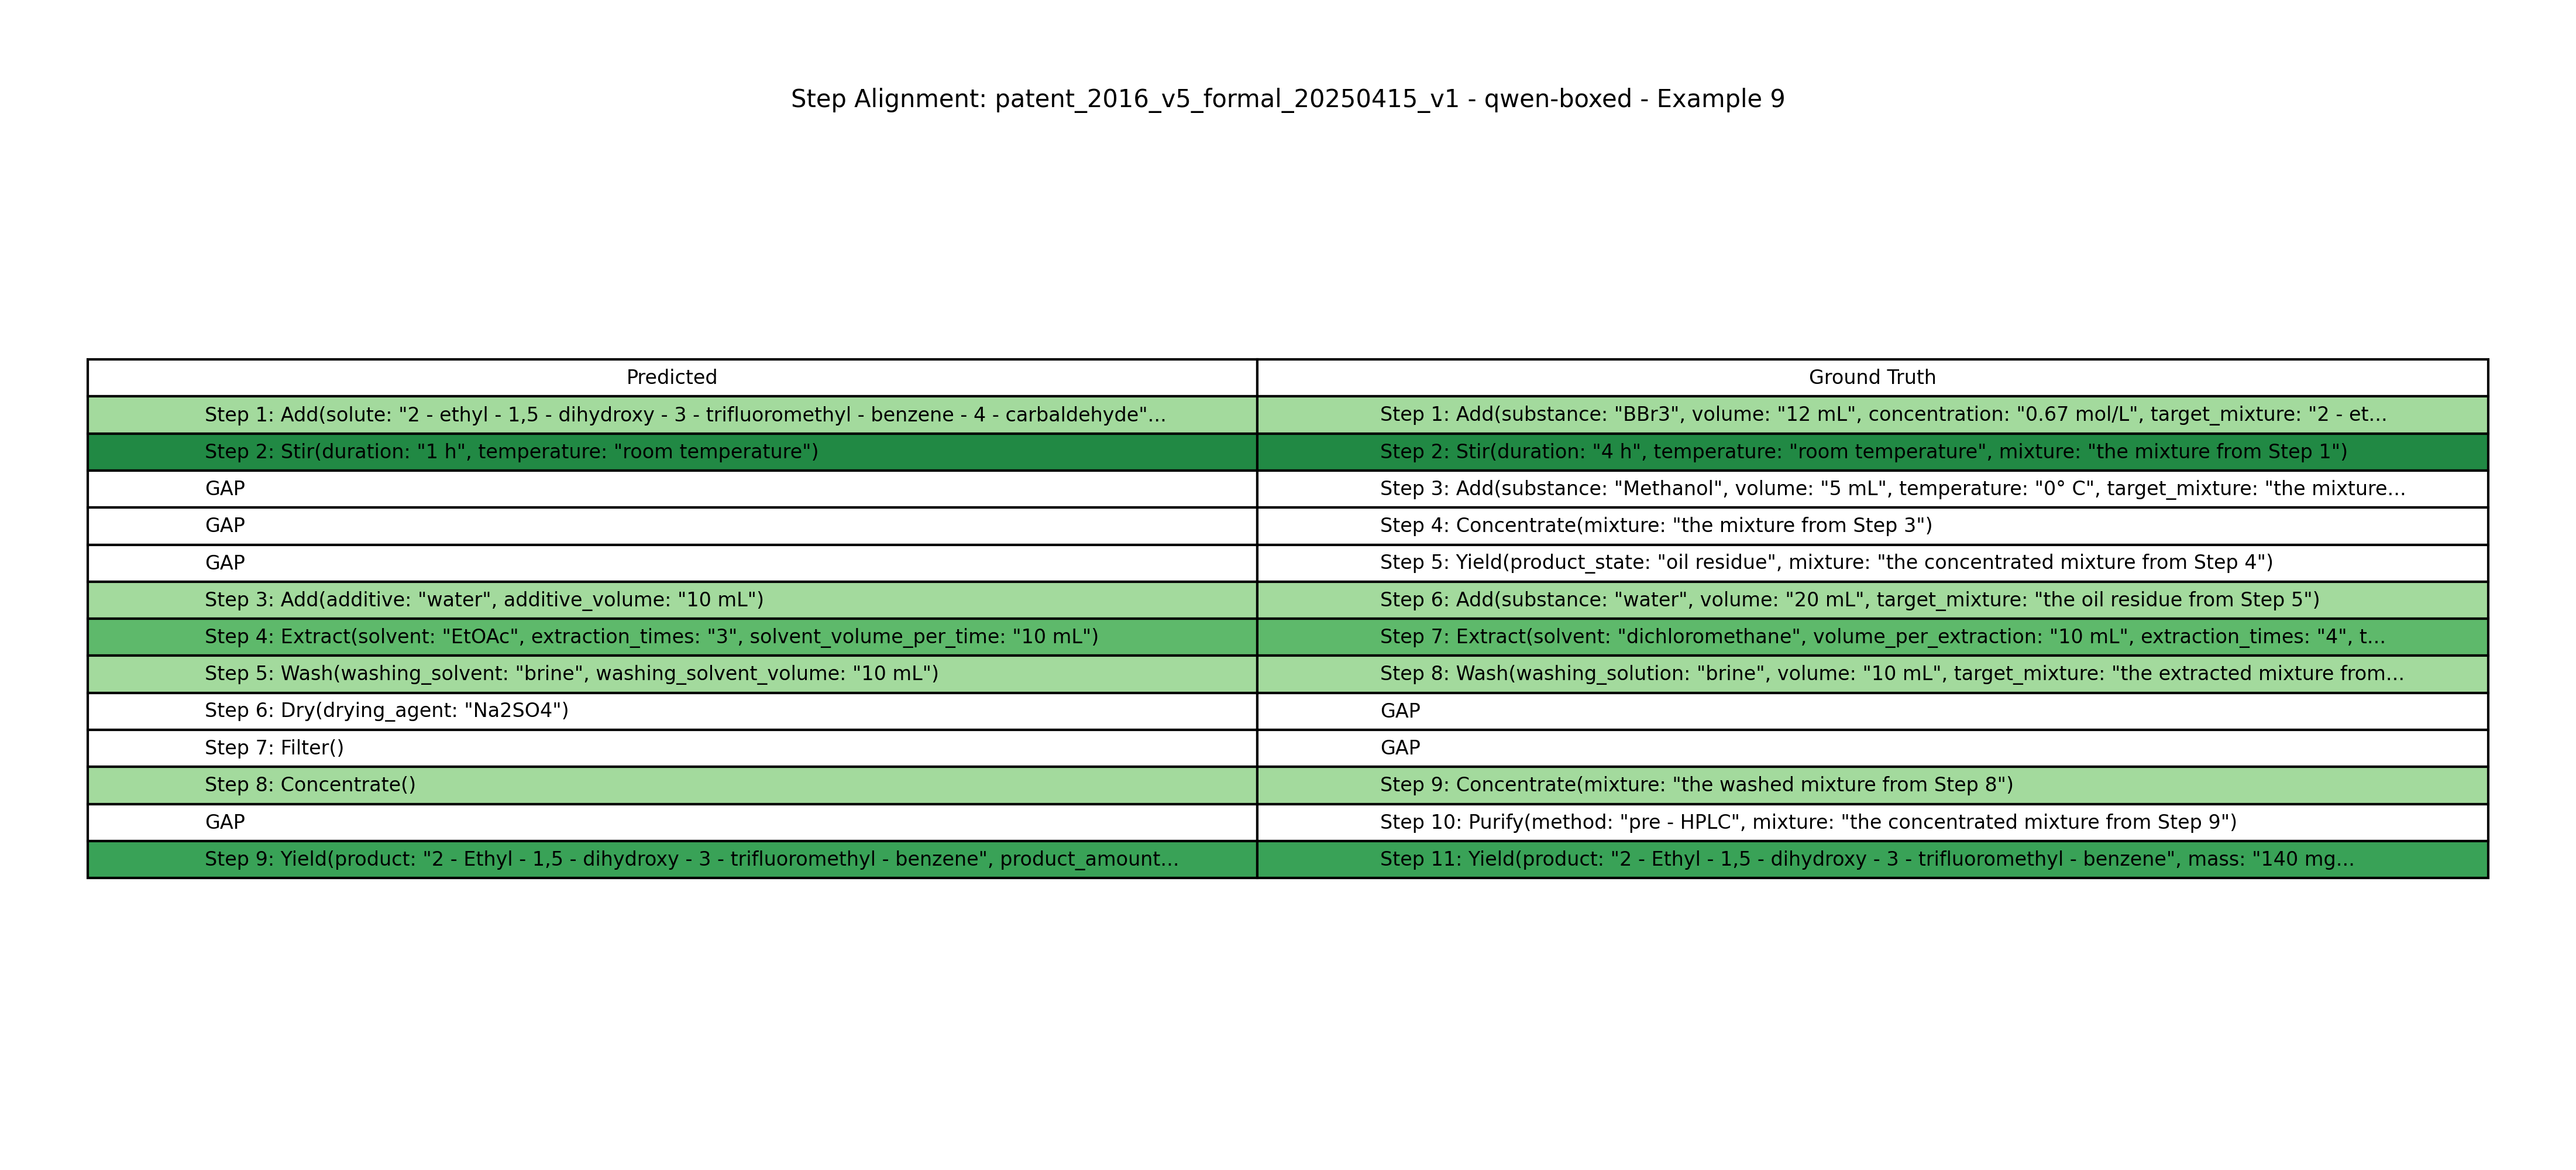 Step Alignment: patent_2016_v5_formal_20250415_v1 - qwen-boxed - Example 9
Predicted Ground Truth
Step 1: Add(solute: "2 - ethyl - 1,5 - dihydroxy - 3 - trifluoromethyl - benzene - 4 - carbaldehyde"... Step 1: Add(substance: "BBr3", volume: "12 mL", concentration: "0.67 mol/L", target_mixture: "2 - et...
Step 2: Stir(duration: "1 h", temperature: "room temperature") Step 2: Stir(duration: "4 h", temperature: "room temperature", mixture: "the mixture from Step 1")
GAP Step 3: Add(substance: "Methanol", volume: "5 mL", temperature: "0° C", target_mixture: "the mixture...
GAP Step 4: Concentrate(mixture: "the mixture from Step 3")
GAP Step 5: Yield(product_state: "oil residue", mixture: "the concentrated mixture from Step 4")
Step 3: Add(additive: "water", additive_volume: "10 mL") Step 6: Add(substance: "water", volume: "20 mL", target_mixture: "the oil residue from Step 5")
Step 4: Extract(solvent: "EtOAc", extraction_times: "3", solvent_volume_per_time: "10 mL") Step 7: Extract(solvent: "dichloromethane", volume_per_extraction: "10 mL", extraction_times: "4", t...
Step 5: Wash(washing_solvent: "brine", washing_solvent_volume: "10 mL") Step 8: Wash(washing_solution: "brine", volume: "10 mL", target_mixture: "the extracted mixture from...
Step 6: Dry(drying_agent: "Na2SO4") GAP
Step 7: Filter() GAP
Step 8: Concentrate() Step 9: Concentrate(mixture: "the washed mixture from Step 8")
GAP Step 10: Purify(method: "pre - HPLC", mixture: "the concentrated mixture from Step 9")
Step 9: Yield(product: "2 - Ethyl - 1,5 - dihydroxy - 3 - trifluoromethyl - benzene", product_amount... Step 11: Yield(product: "2 - Ethyl - 1,5 - dihydroxy - 3 - trifluoromethyl - benzene", mass: "140 mg...